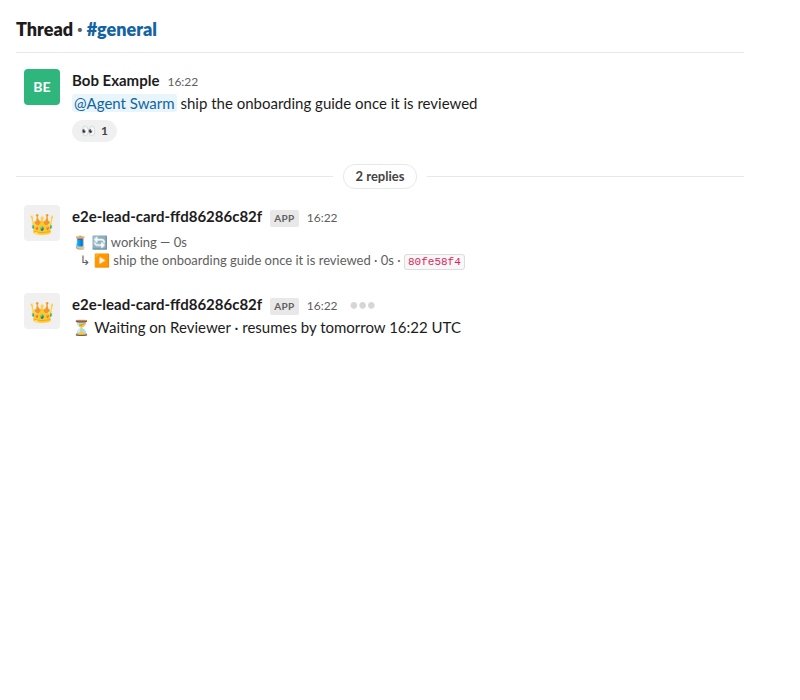 Thread • #general
BE
Bob Example 16:22
@Agent Swarm ship the onboarding guide once it is reviewed
👀 1
2 replies
e2e-lead-card-ffd86286c82f APP 16:22
🧵 🔄 working — 0s
↳ ▶️ ship the onboarding guide once it is reviewed · 0s · 80fe58f4
e2e-lead-card-ffd86286c82f APP 16:22
⏳ Waiting on Reviewer · resumes by tomorrow 16:22 UTC